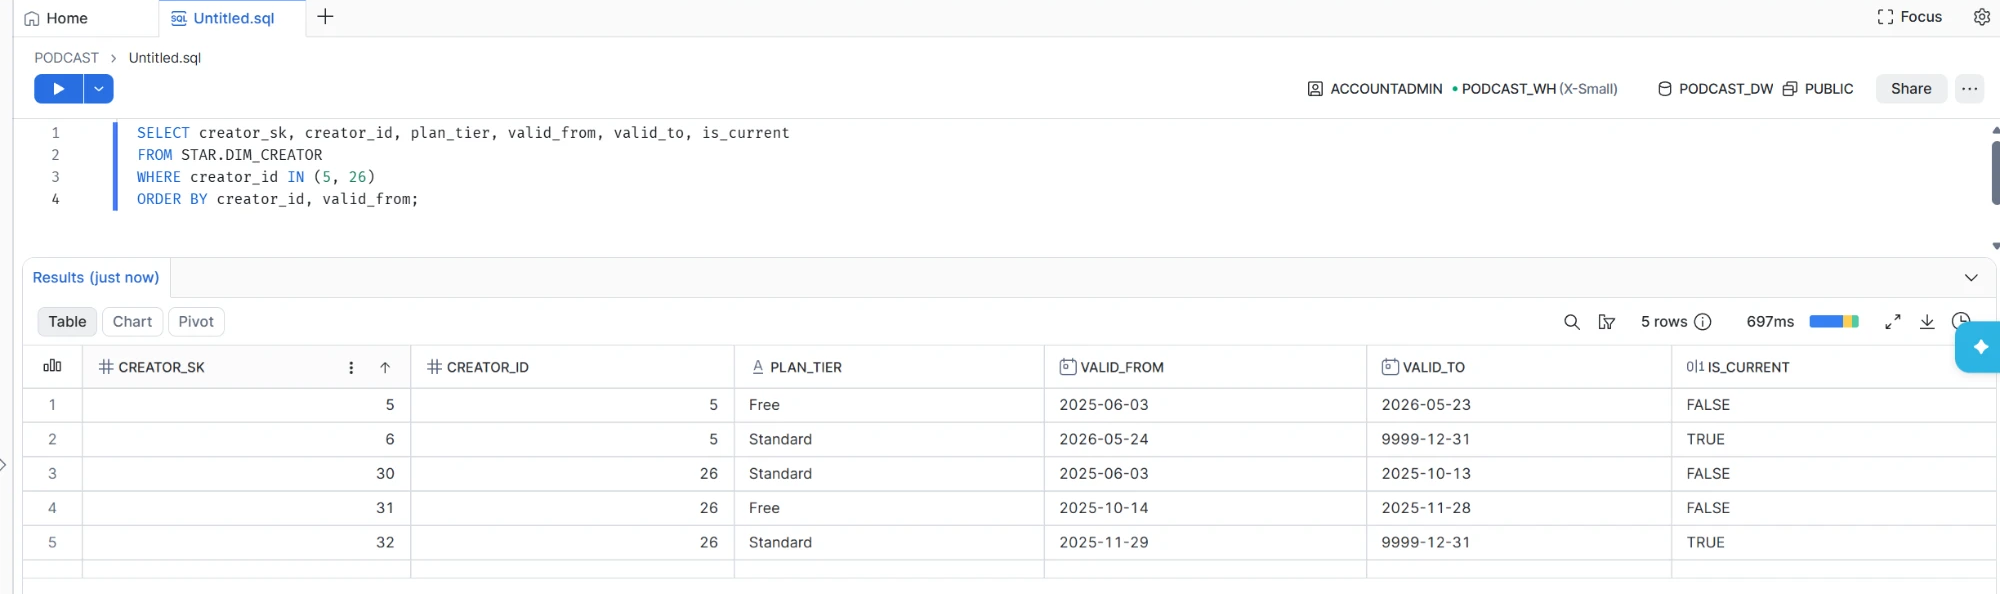 Home
Untitled.sql
Focus
PODCAST > Untitled.sql
ACCOUNTADMIN • PODCAST_WH (X-Small) PODCAST_DW PUBLIC Share ...
1 SELECT creator_sk, creator_id, plan_tier, valid_from, valid_to, is_current
2 FROM STAR.DIM_CREATOR
3 WHERE creator_id IN (5, 26)
4 ORDER BY creator_id, valid_from;
Results (just now)
Table Chart Pivot 5 rows 697ms
# CREATOR_SK # CREATOR_ID A PLAN_TIER VALID_FROM VALID_TO 0|1 IS_CURRENT
1 5 5 Free 2025-06-03 2026-05-23 FALSE
2 6 5 Standard 2026-05-24 9999-12-31 TRUE
3 30 26 Standard 2025-06-03 2025-10-13 FALSE
4 31 26 Free 2025-10-14 2025-11-28 FALSE
5 32 26 Standard 2025-11-29 9999-12-31 TRUE